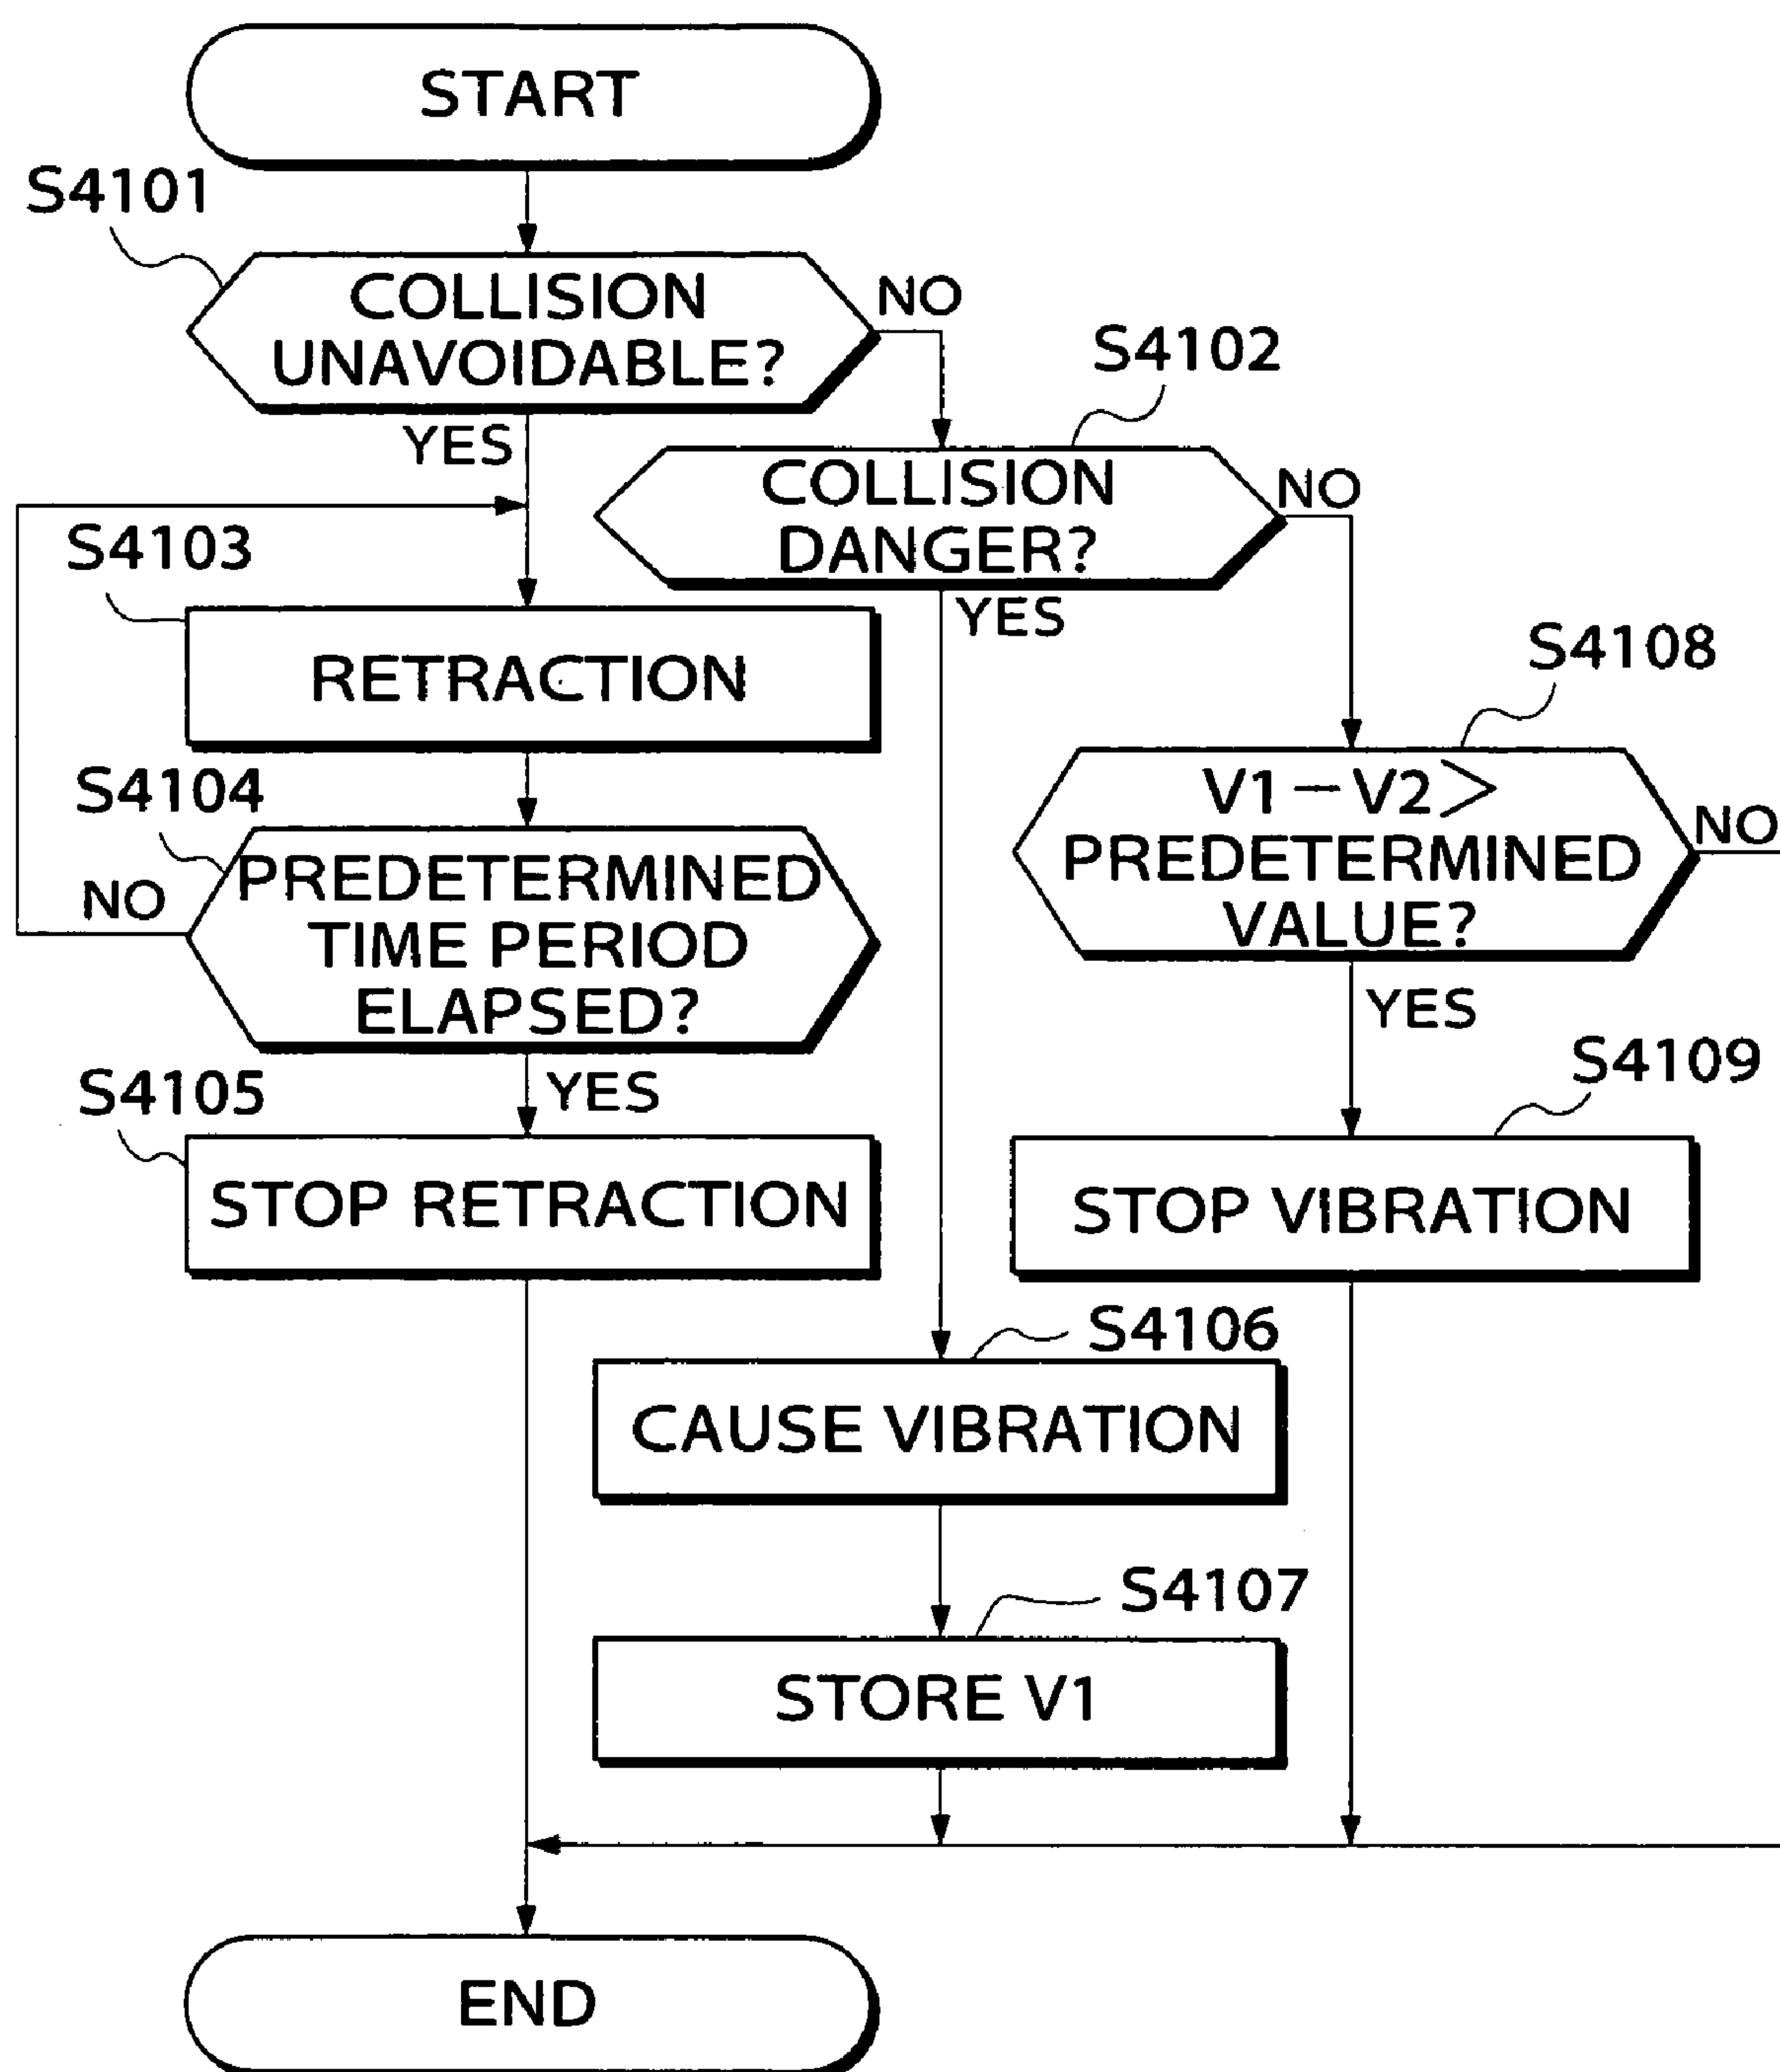 START
S4101
COLLISION
UNAVOIDABLE?
NO
S4102
YES
COLLISION
DANGER?
NO
S4103
YES
RETRACTION
S4108
S4104
V1-V2>
PREDETERMINED
VALUE?
NO
PREDETERMINED
TIME PERIOD
ELAPSED?
NO
YES
S4109
S4105
YES
STOP RETRACTION
STOP VIBRATION
S4106
CAUSE VIBRATION
S4107
STORE V1
END